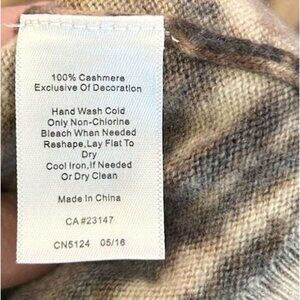 100% Cashmere
Exclusive Of Decoration
Hand Wash Cold
Only Non-Chlorine
Bleach When Needed
Reshape,Lay Flat To
Dry
Cool Iron,if Needed
Or Dry Clean
Made In China
CA#23147
CN5124 05/16